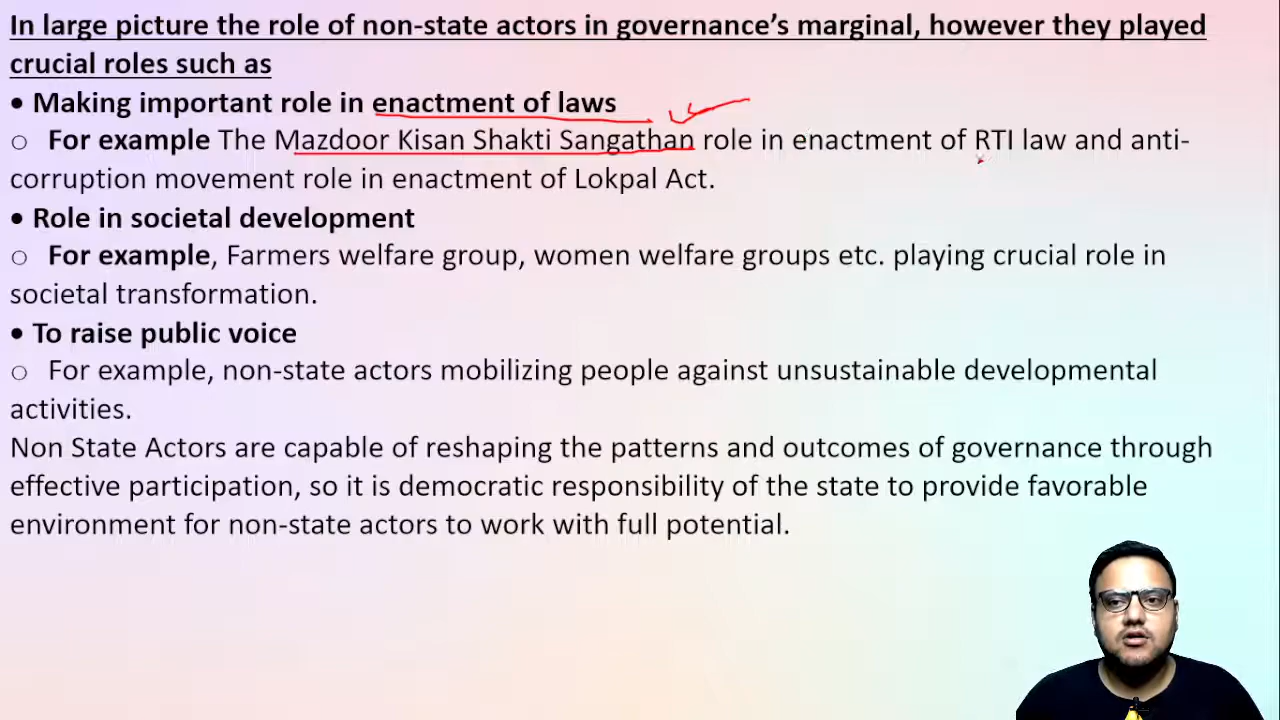 In large picture the role of non-state actors in governance’s marginal, however they played
crucial roles such as
• Making important role in enactment of laws
○ For example The Mazdoor Kisan Shakti Sangathan role in enactment of RTI law and anti-
corruption movement role in enactment of Lokpal Act.
• Role in societal development
○ For example, Farmers welfare group, women welfare groups etc. playing crucial role in
societal transformation.
• To raise public voice
○ For example, non-state actors mobilizing people against unsustainable developmental
activities.
Non State Actors are capable of reshaping the patterns and outcomes of governance through
effective participation, so it is democratic responsibility of the state to provide favorable
environment for non-state actors to work with full potential.